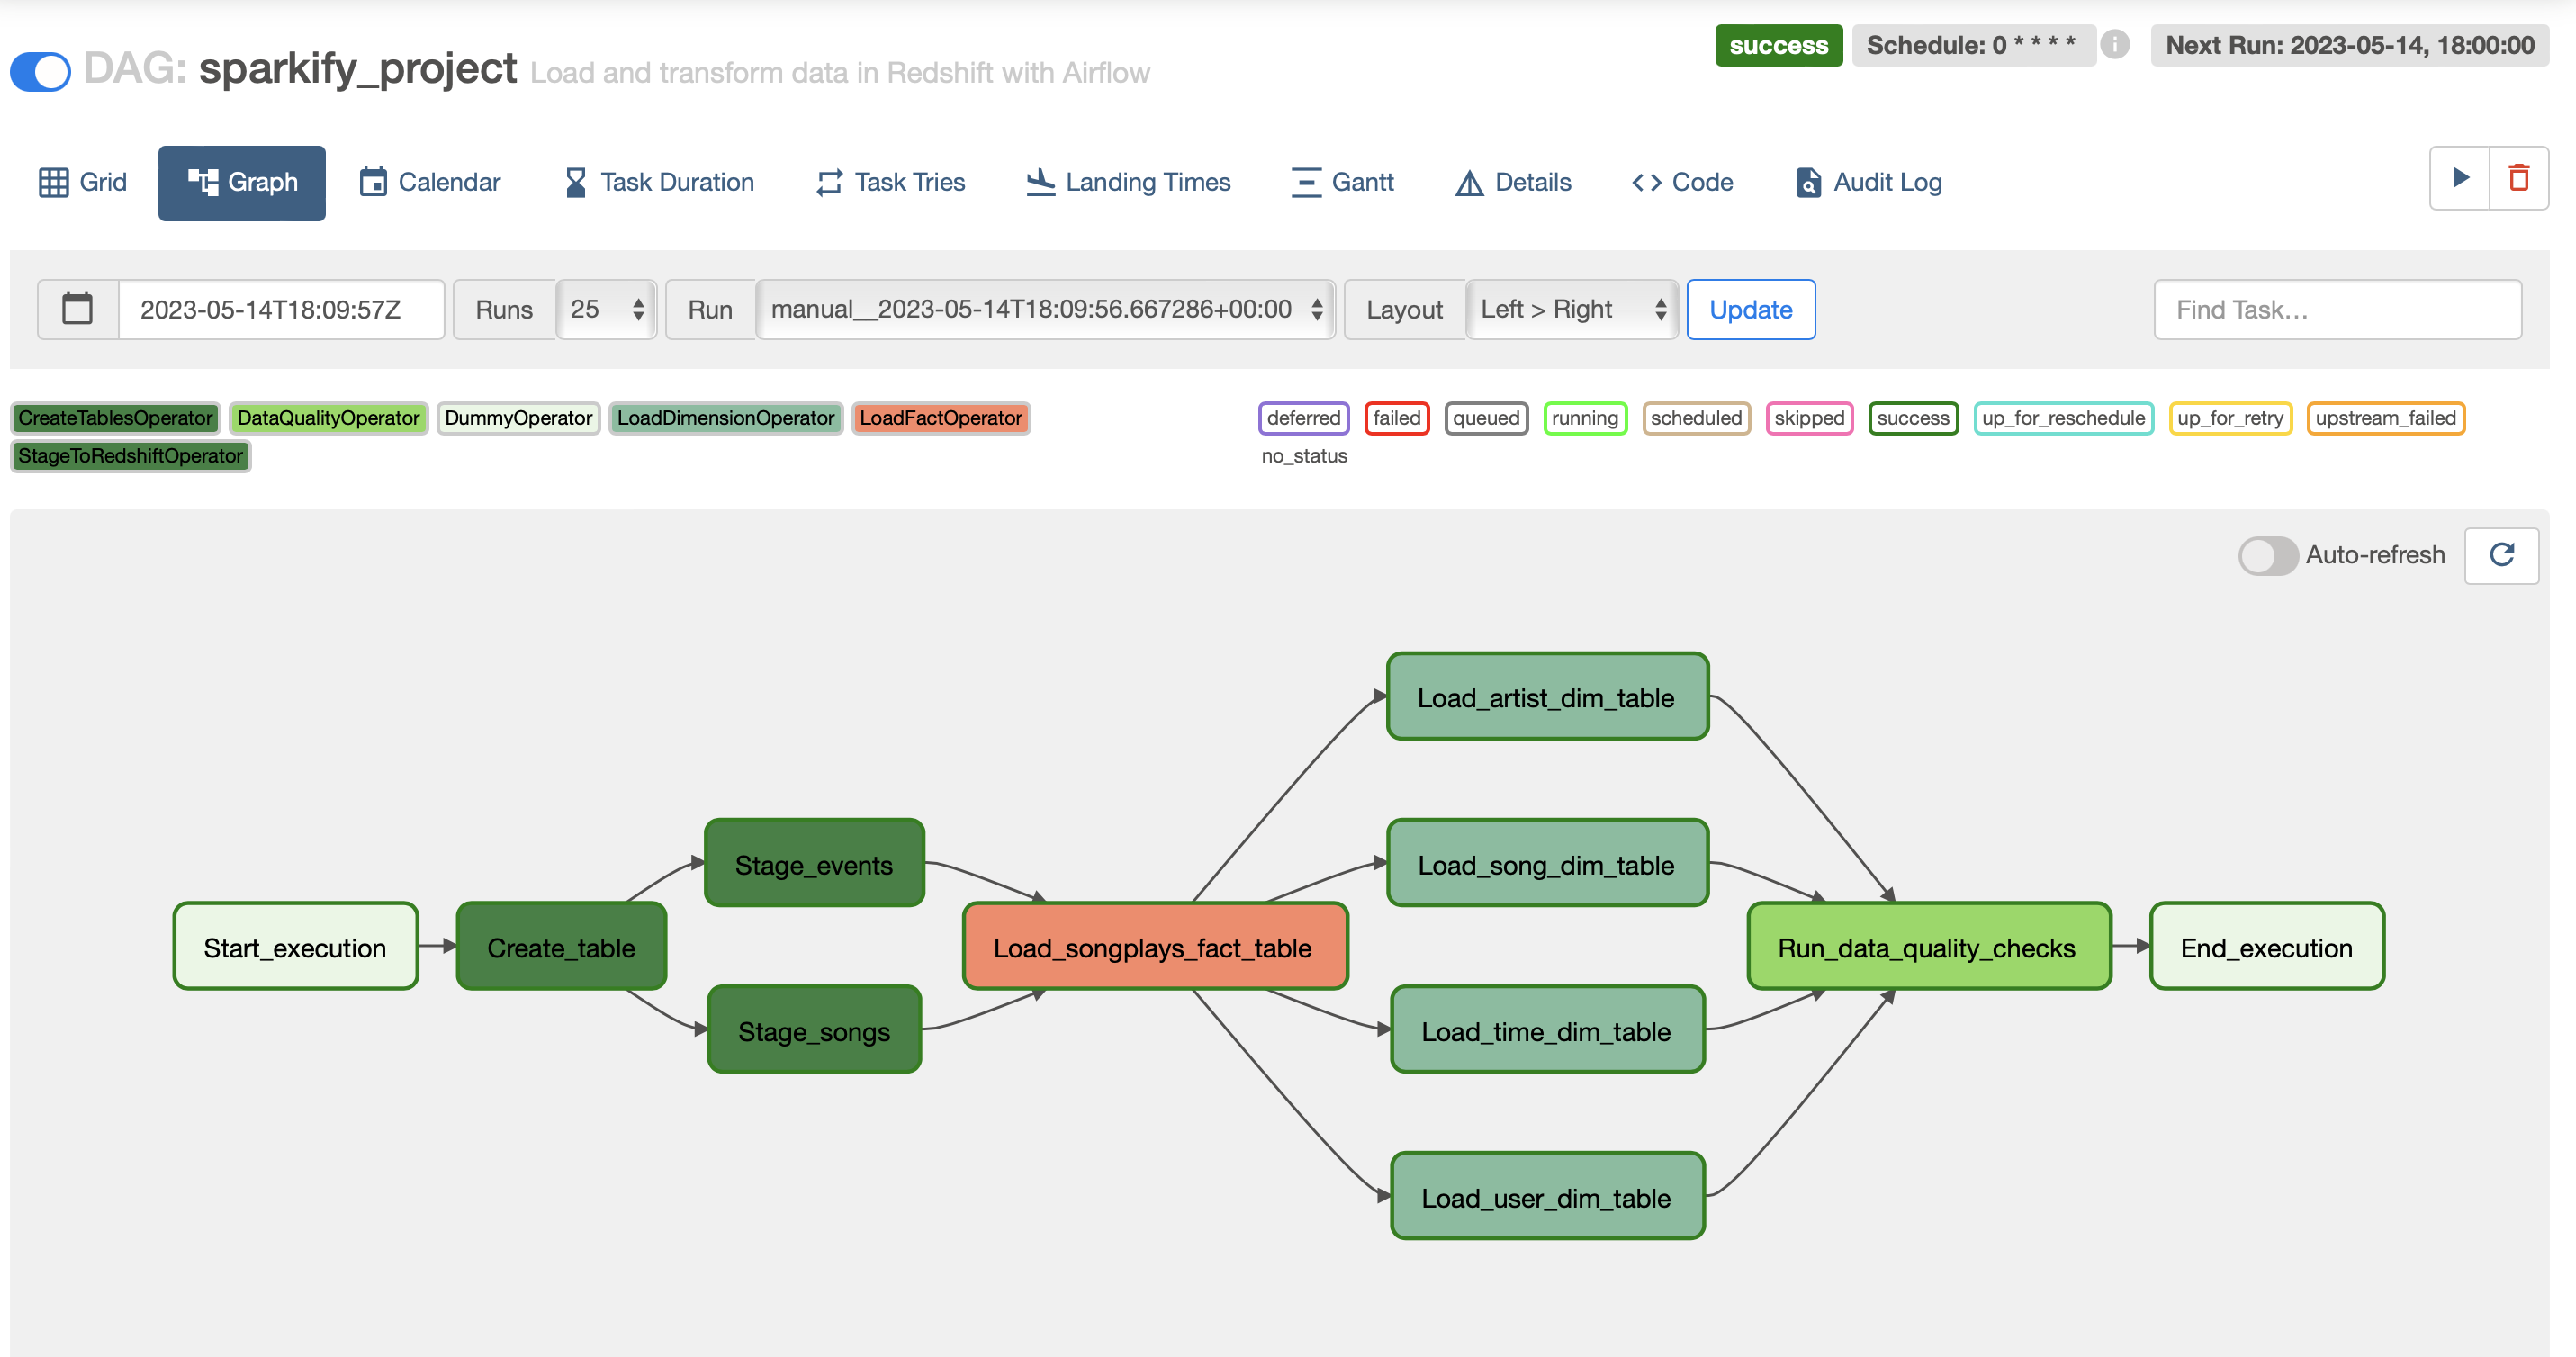 DAG: sparkify_project Load and transform data in Redshift with Airflow
success Schedule: 0 * * * * i Next Run: 2023-05-14, 18:00:00
Grid Graph Calendar Task Duration Task Tries Landing Times Gantt Details Code Audit Log
2023-05-14T18:09:57Z Runs 25 Run manual__2023-05-14T18:09:56.667286+00:00 Layout Left > Right Update Find Task…
CreateTablesOperator DataQualityOperator DummyOperator LoadDimensionOperator LoadFactOperator
StageToRedshiftOperator
deferred failed queued running scheduled skipped success up_for_reschedule up_for_retry upstream_failed
no_status
Auto-refresh
Start_execution
Create_table
Stage_events
Stage_songs
Load_songplays_fact_table
Load_artist_dim_table
Load_song_dim_table
Load_time_dim_table
Load_user_dim_table
Run_data_quality_checks
End_execution